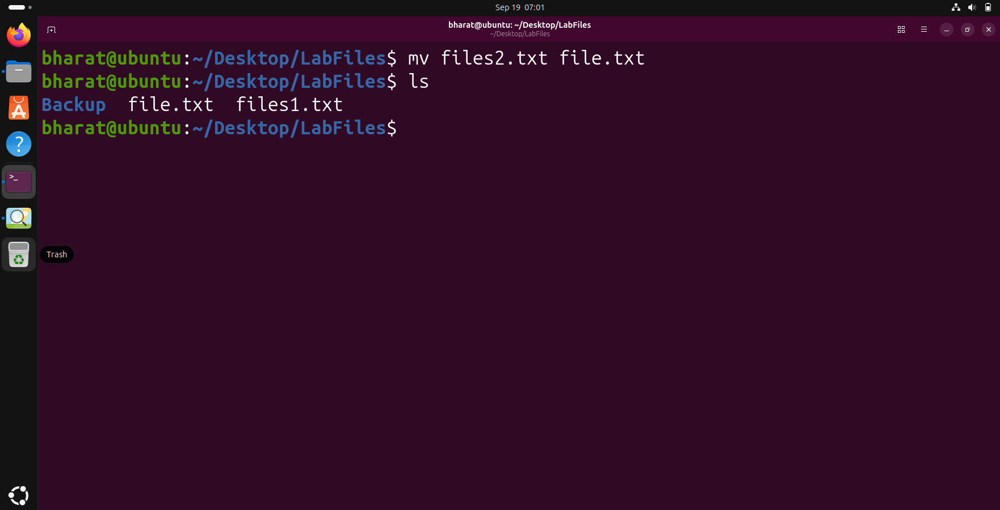 Sep 19 07:01
bharat@ubuntu: ~/Desktop/LabFiles
~/Desktop/LabFiles
bharat@ubuntu:~/Desktop/LabFiles$ mv files2.txt file.txt
bharat@ubuntu:~/Desktop/LabFiles$ ls
Backup  file.txt  files1.txt
bharat@ubuntu:~/Desktop/LabFiles$
>_
Trash